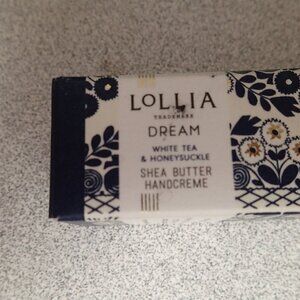 LOLLIA
TRADEMARK
DREAM
WHITE TEA
& HONEYSUCKLE
SHEA BUTTER
HANDCREME